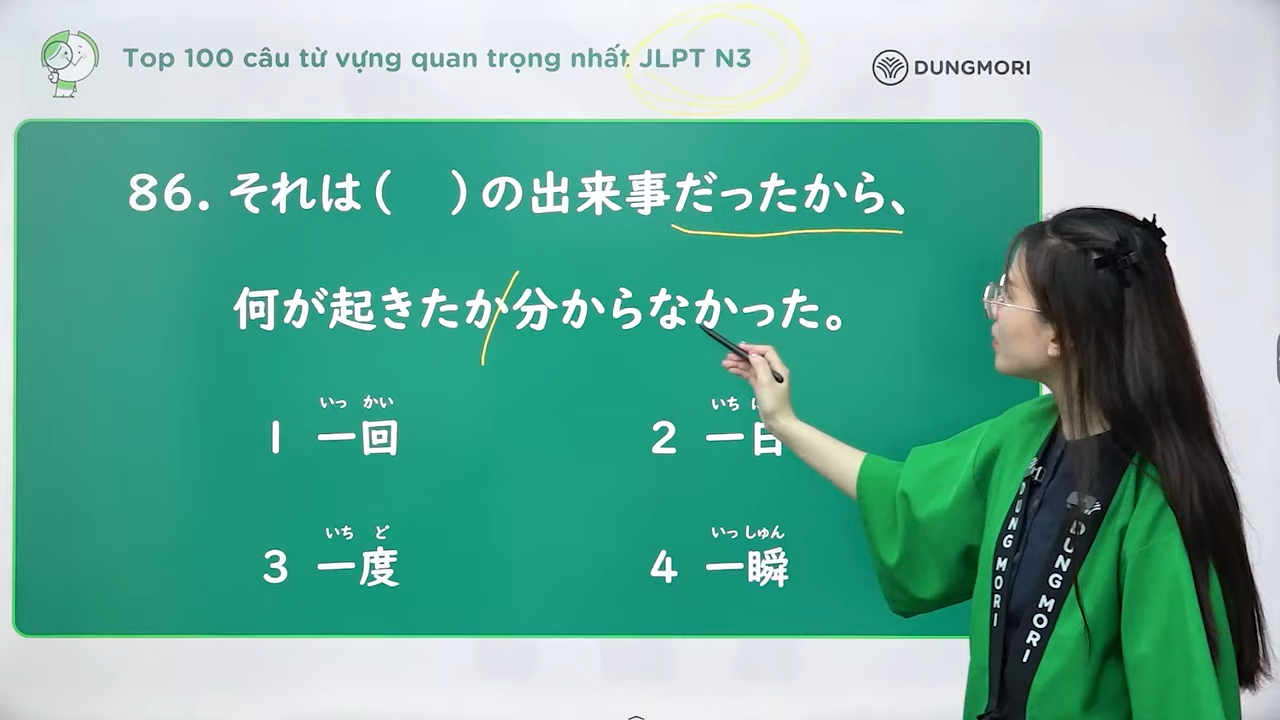 Top 100 câu từ vựng quan trọng nhất JLPT N3
DUNGMORI
86. それは (　) の出来事だったから、
何が起きたか分からなかった。
いっ かい
1 一回
いち
2 一日
いち ど
3 一度
いっ しゅん
4 一瞬
DUNG MORI
DUNG MORI